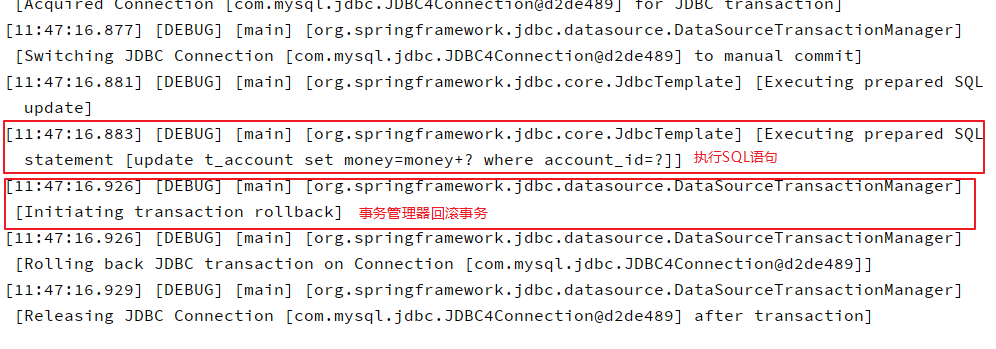 [Acquired Connection [com.mysql.jdbc.JDBC4Connection@d2de489] for JDBC transaction]
[11:47:16.877] [DEBUG] [main] [org.springframework.jdbc.datasource.DataSourceTransactionManager]
[Switching JDBC Connection [com.mysql.jdbc.JDBC4Connection@d2de489] to manual commit]
[11:47:16.881] [DEBUG] [main] [org.springframework.jdbc.core.JdbcTemplate] [Executing prepared SQL
update]
[11:47:16.883] [DEBUG] [main] [org.springframework.jdbc.core.JdbcTemplate] [Executing prepared SQL
statement [update t_account set money=money+? where account_id=?]] 执行SQL语句
[11:47:16.926] [DEBUG] [main] [org.springframework.jdbc.datasource.DataSourceTransactionManager]
[Initiating transaction rollback] 事务管理器回滚事务
[11:47:16.926] [DEBUG] [main] [org.springframework.jdbc.datasource.DataSourceTransactionManager]
[Rolling back JDBC transaction on Connection [com.mysql.jdbc.JDBC4Connection@d2de489]]
[11:47:16.929] [DEBUG] [main] [org.springframework.jdbc.datasource.DataSourceTransactionManager]
[Releasing JDBC Connection [com.mysql.jdbc.JDBC4Connection@d2de489] after transaction]